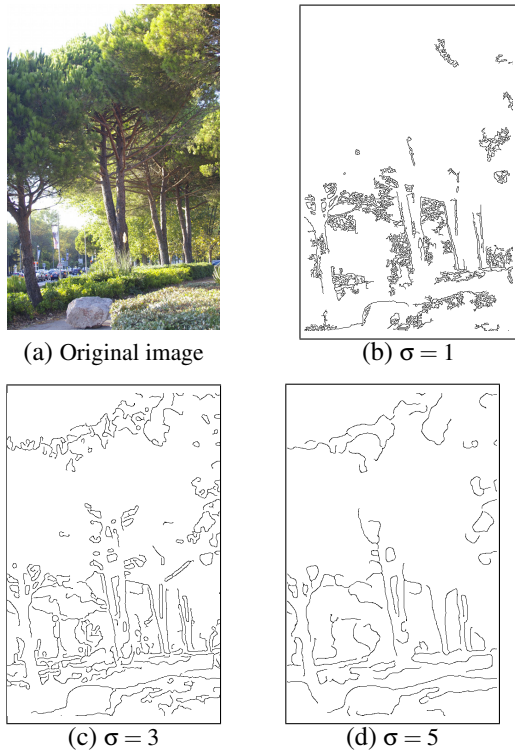 (a) Original image
(b) σ = 1
(c) σ = 3
(d) σ = 5